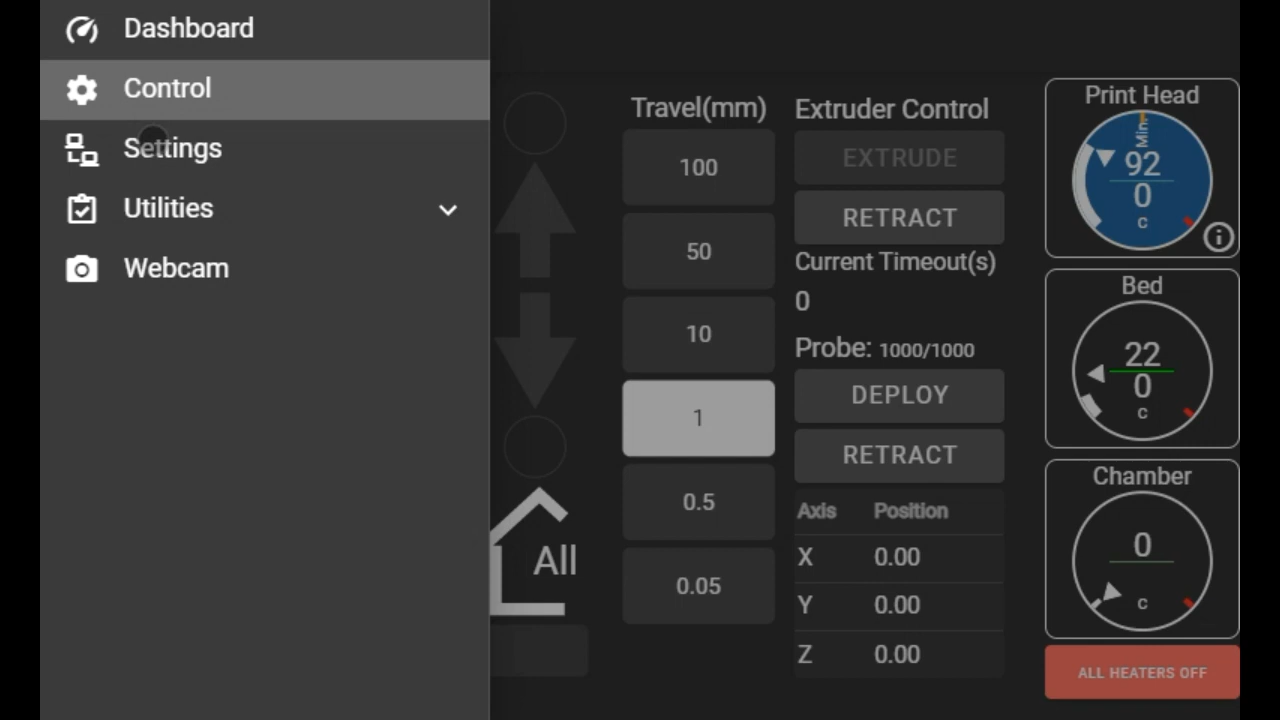 Dashboard
Control
Settings
Utilities
Webcam
All
Travel(mm)
100
50
10
1
0.5
0.05
Extruder Control
EXTRUDE
RETRACT
Current Timeout(s)
0
Probe: 1000/1000
DEPLOY
RETRACT
Axis Position
X 0.00
Y 0.00
Z 0.00
Print Head
Min
92
0
c
Bed
22
0
c
Chamber
0
c
ALL HEATERS OFF